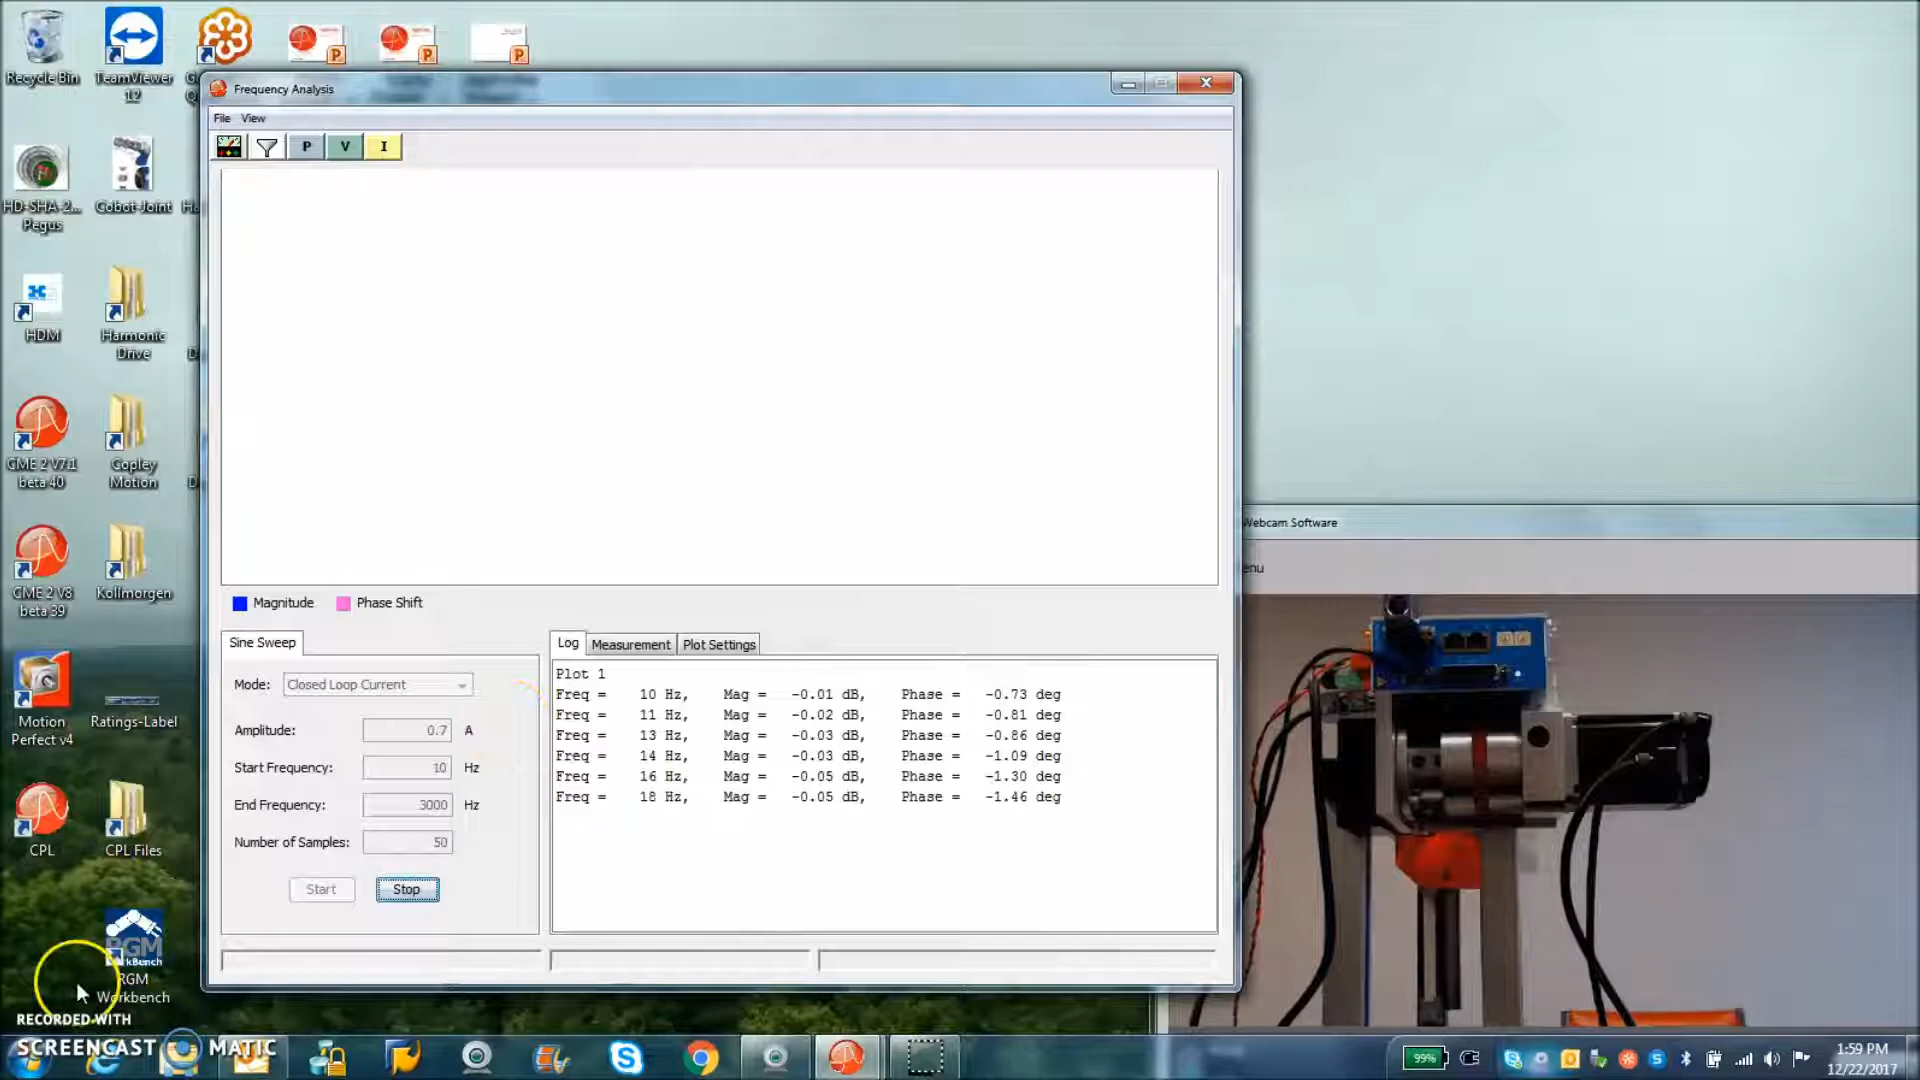 Recycle Bin
TeamViewer
12
HD-SHA-2...
Pegus
Cobot-Joint
HDM
Harmonic
Drive
CME 2 V7.1
beta 40
Copley
Motion
CME 2 V8
beta 39
Kollmorgen
Motion
Perfect v4
Ratings-Label
CPL
CPL Files
RGM
WorkBench
RGM
Workbench
RECORDED WITH
SCREENCAST MATIC
Frequency Analysis
File View
P V I
Magnitude Phase Shift
Sine Sweep
Mode: Closed Loop Current
Amplitude: 0.7 A
Start Frequency: 10 Hz
End Frequency: 3000 Hz
Number of Samples: 50
Start Stop
Log Measurement Plot Settings
Plot 1
Freq = 10 Hz, Mag = -0.01 dB, Phase = -0.73 deg
Freq = 11 Hz, Mag = -0.02 dB, Phase = -0.81 deg
Freq = 13 Hz, Mag = -0.03 dB, Phase = -0.86 deg
Freq = 14 Hz, Mag = -0.03 dB, Phase = -1.09 deg
Freq = 16 Hz, Mag = -0.05 dB, Phase = -1.30 deg
Freq = 18 Hz, Mag = -0.05 dB, Phase = -1.46 deg
Webcam Software
enu
99%
1:59 PM
12/22/2017